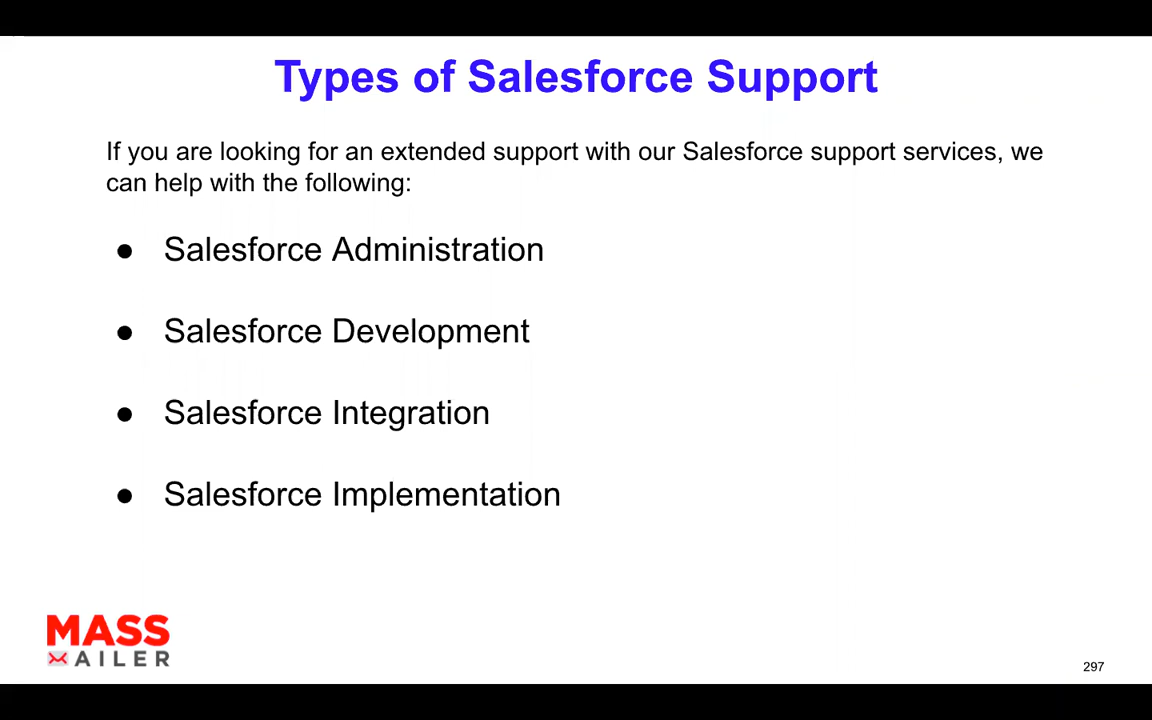 Types of Salesforce Support
If you are looking for an extended support with our Salesforce support services, we
can help with the following:
● Salesforce Administration
● Salesforce Development
● Salesforce Integration
● Salesforce Implementation
MASS
AILER
297